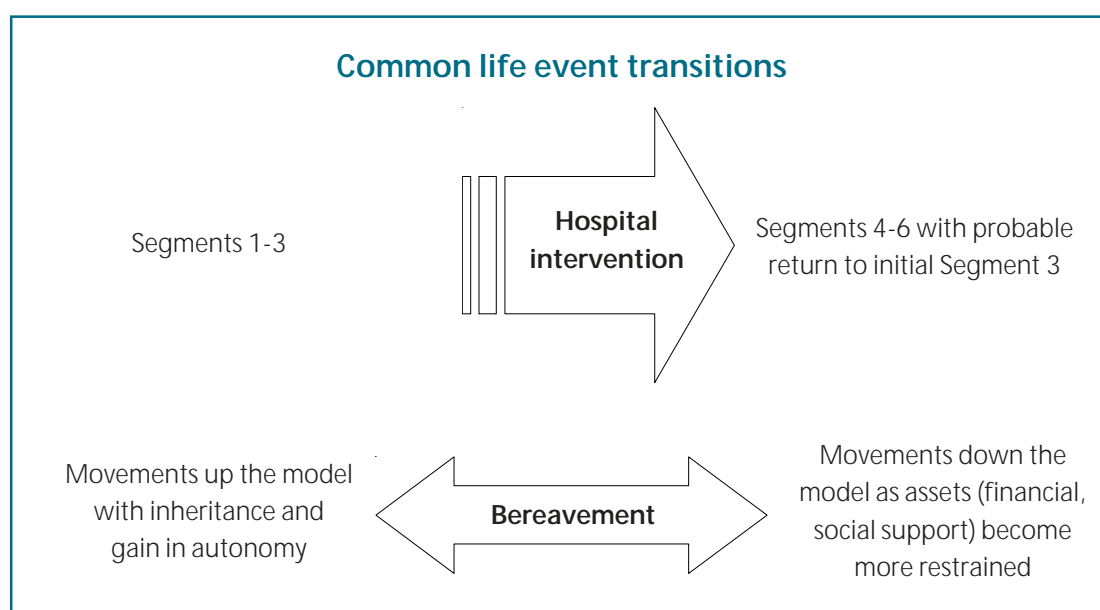 Common life event transitions
Segments 1-3
Hospital
intervention
Segments 4-6 with probable
return to initial Segment 3
Movements up the model
with inheritance and
gain in autonomy
Bereavement
Movements down the
model as assets (financial,
social support) become
more restrained